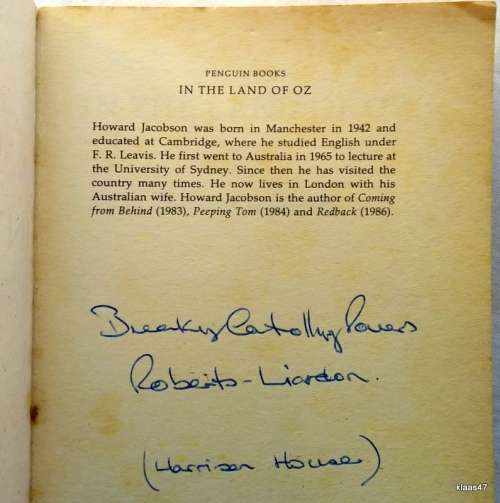 PENGUIN BOOKS
IN THE LAND OF OZ
Howard Jacobson was born in Manchester in 1942 and
educated at Cambridge, where he studied English under
F. R. Leavis. He first went to Australia in 1965 to lecture at
the University of Sydney. Since then he has visited the
country many times. He now lives in London with his
Australian wife. Howard Jacobson is the author of Coming
from Behind (1983), Peeping Tom (1984) and Redback (1986).
Powers
Roberts-Liardon.
(Harrison House)
klaas47